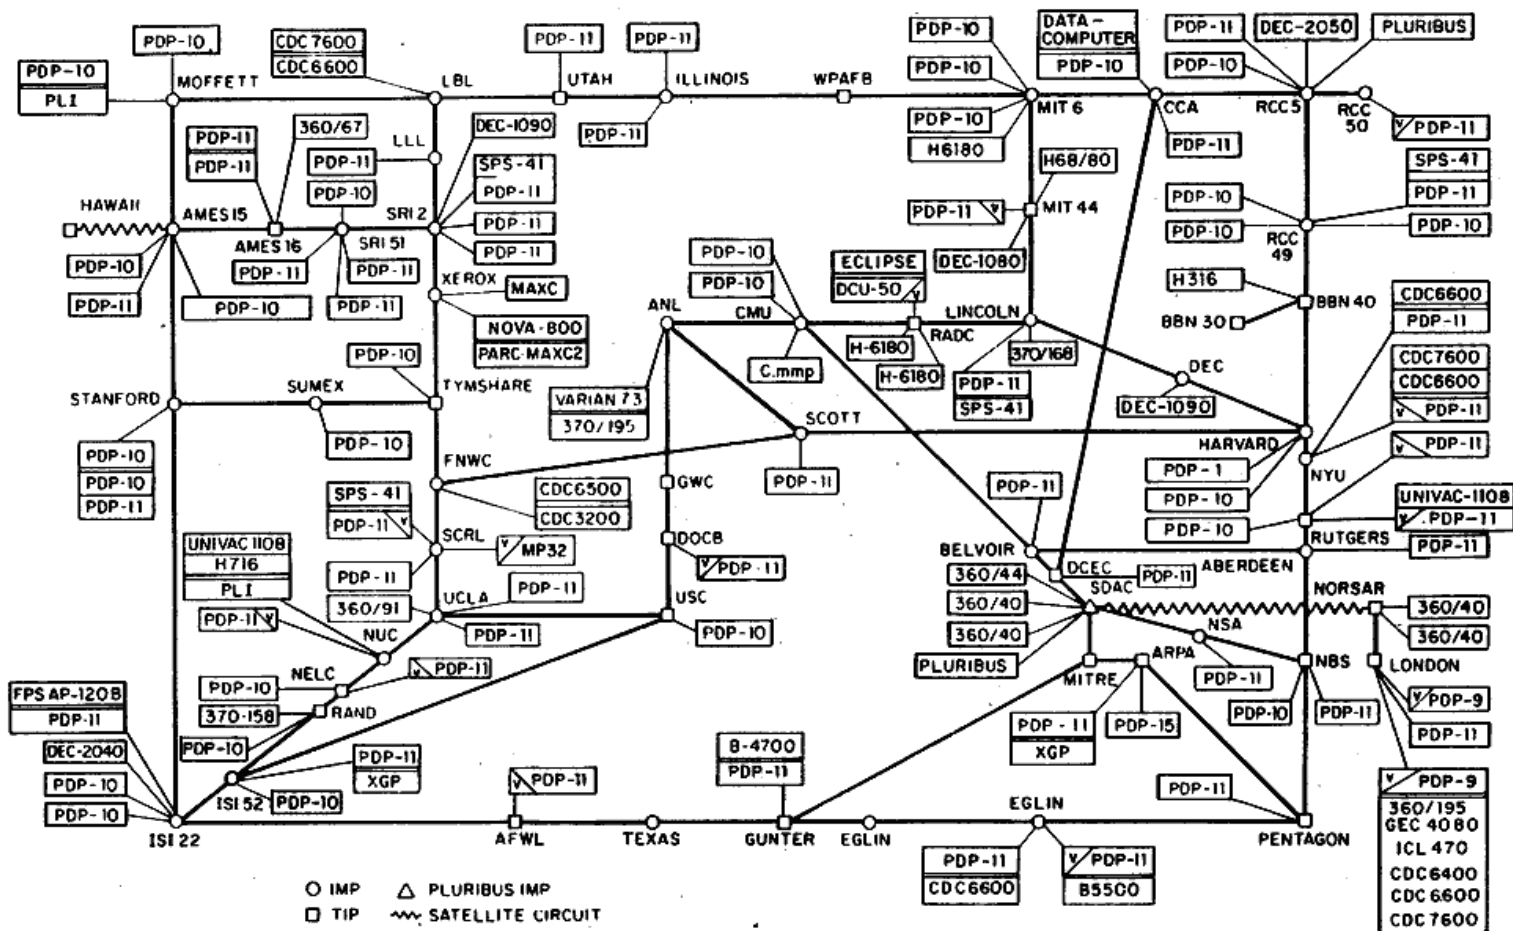 PDP-10
CDC 7600
CDC6600
PDP-11
PDP-11
PDP-10
DATA-
COMPUTER
PDP-10
PDP-11
DEC-2050
PLURIBUS
PDP-10
PLI
MOFFETT
LBL
UTAH
ILLINOIS
WPAFB
PDP-10
MIT 6
CCA
PDP-10
RCC 5
RCC
50
PDP-11
PDP-11
PDP-11
360/67
LLL
PDP-11
DEC-1090
SPS-41
PDP-11
PDP-11
PDP-10
H6180
H68/80
PDP-11
V PDP-11
SPS-41
PDP-11
HAWAII
AMES 15
AMES 16
PDP-10
SRI 51
SRI 2
PDP-11
PDP-11
PDP-11 V
MIT 44
PDP-10
PDP-10
RCC
49
PDP-10
PDP-10
PDP-11
PDP-10
PDP-11
PDP-11
PDP-11
XEROX
MAXC
NOVA-800
PARC-MAXC2
PDP-10
PDP-10
ECLIPSE
DCU-50 V
DEC-1080
H316
BBN 40
BBN 30
CDC6600
PDP-11
ANL
CMU
RADC
LINCOLN
C.mmp
H-6180
H-6180
370/168
PDP-11
SPS-41
DEC
DEC-1090
CDC7600
CDC6600
V PDP-11
STANFORD
SUMEX
PDP-10
TYMSHARE
VARIAN 73
370/195
SCOTT
HARVARD
V PDP-11
PDP-10
PDP-10
PDP-11
PDP-10
FNWC
CDC6500
CDC3200
GWC
PDP-11
PDP-11
PDP-1
PDP-10
PDP-10
NYU
UNIVAC-1108
V PDP-11
SPS-41
PDP-11 V
SCRL
V MP32
DOCB
V PDP-11
BELVOIR
DCEC
PDP-11
ABERDEEN
RUTGERS
PDP-11
UNIVAC 1108
H716
PLI
PDP-11
360/91
UCLA
PDP-11
PDP-11
USC
PDP-10
360/44
360/40
360/40
PLURIBUS
SDAC
NORSAR
360/40
360/40
PDP-11 V
NUC
NSA
PDP-11
NELC
PDP-10
V PDP-11
MITRE
ARPA
NBS
LONDON
FPS AP-120B
PDP-11
DEC-2040
PDP-10
PDP-10
370-158
RAND
PDP-10
PDP-11
XGP
ISI 52
PDP-10
ISI 22
V PDP-11
AFWL
TEXAS
B-4700
PDP-11
GUNTER
EGLIN
PDP-11
XGP
PDP-15
PDP-10
PDP-11
V PDP-9
PDP-11
EGLIN
PDP-11
PENTAGON
PDP-11
CDC6600
V PDP-11
B5500
V PDP-9
360/195
GEC 4080
ICL 470
CDC6400
CDC6600
CDC7600
IMP
PLURIBUS IMP
TIP
SATELLITE CIRCUIT